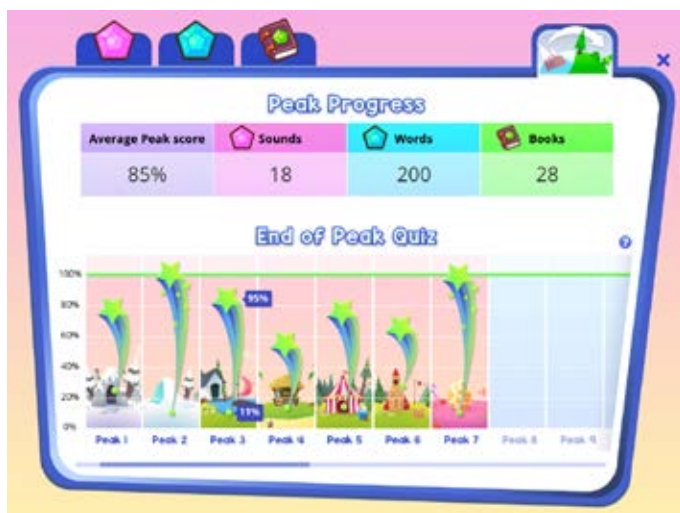 Peak Progress
Average Peak score Sounds Words Books
85% 18 200 28
End of Peak Quiz
?
100%
80%
95%
60%
40%
20%
11%
0%
Peak 1 Peak 2 Peak 3 Peak 4 Peak 5 Peak 6 Peak 7 Peak 8 Peak 9